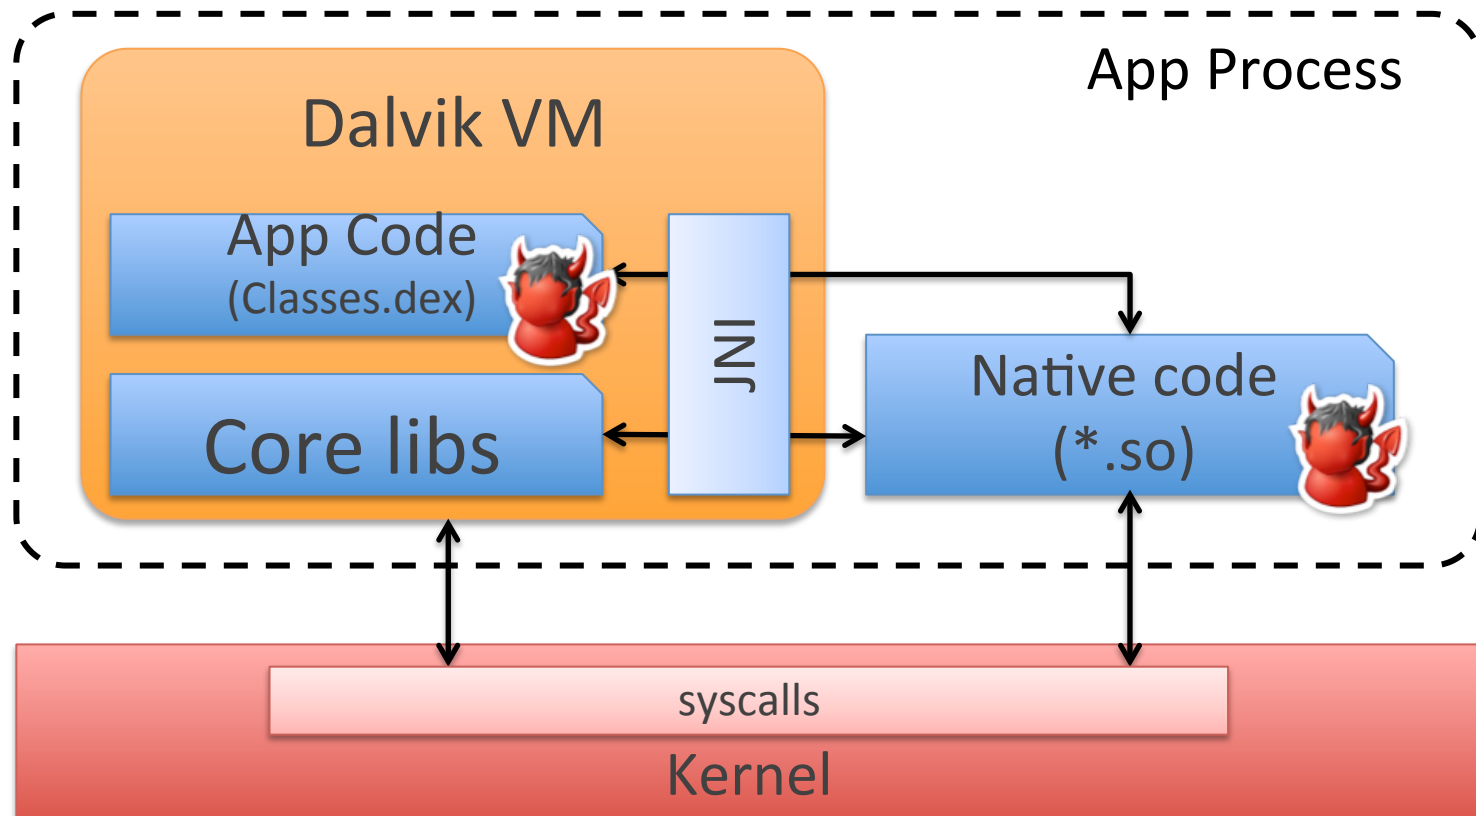 App Process
Dalvik VM
App Code
(Classes.dex)
JNI
Core libs
Native code
(*.so)
syscalls
Kernel